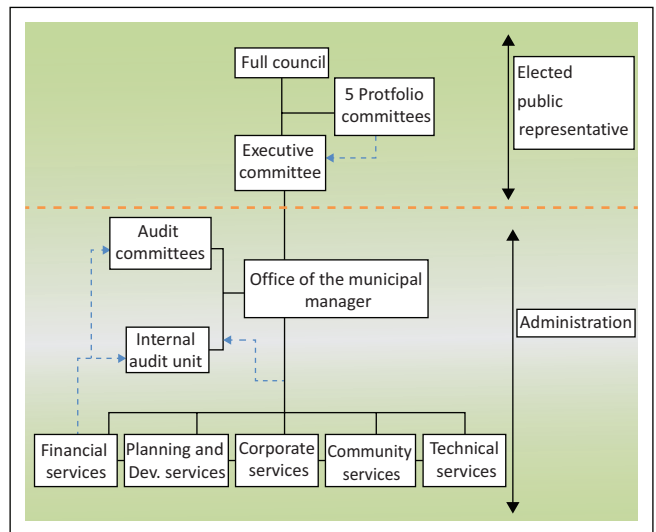 Full council
5 Protfolio
committees
Executive
committee
Elected
public
representative
Audit
committees
Office of the municipal
manager
Internal
audit unit
Administration
Financial
services
Planning and
Dev. services
Corporate
services
Community
services
Technical
services